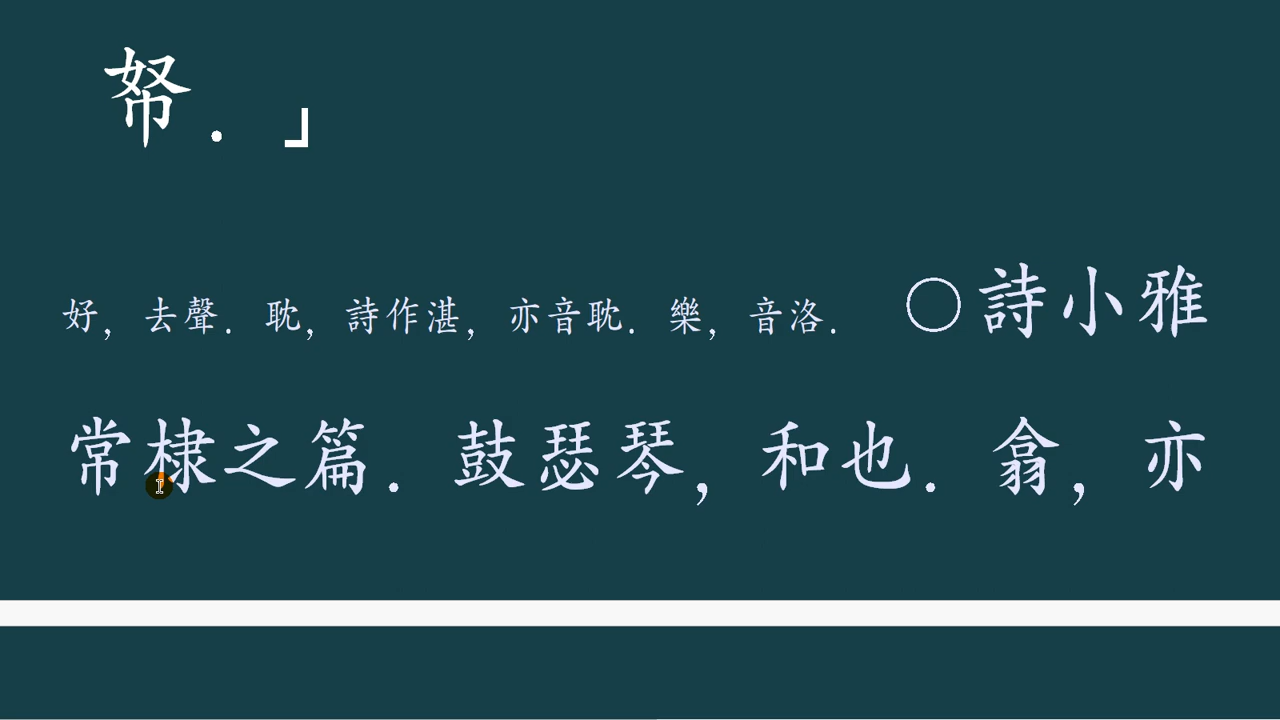 帑．」
好，去聲．耽，詩作湛，亦音耽．樂，音洛．　○詩小雅
常棣之篇．鼓瑟琴，和也．翕，亦